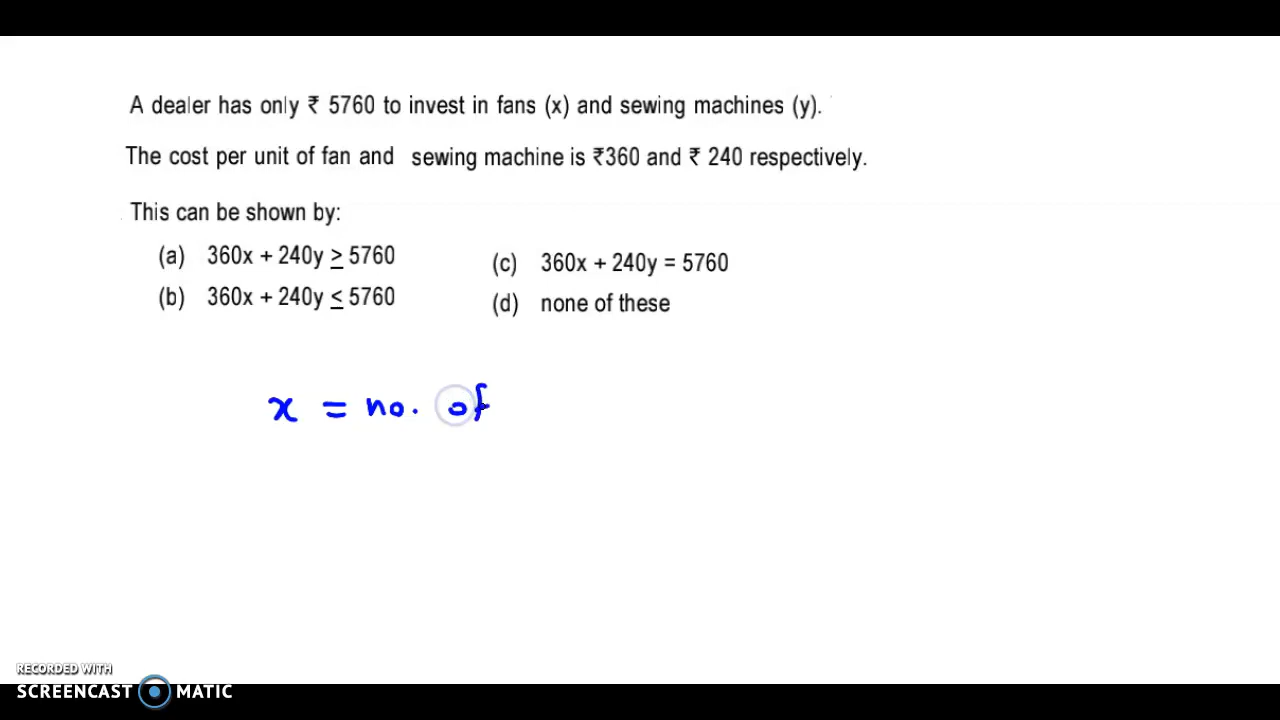 A dealer has only ₹ 5760 to invest in fans (x) and sewing machines (y).
The cost per unit of fan and sewing machine is ₹360 and ₹ 240 respectively.
This can be shown by:
(a) 360x + 240y ≥ 5760
(b) 360x + 240y ≤ 5760
(c) 360x + 240y = 5760
(d) none of these
x = no. of
RECORDED WITH
SCREENCAST MATIC